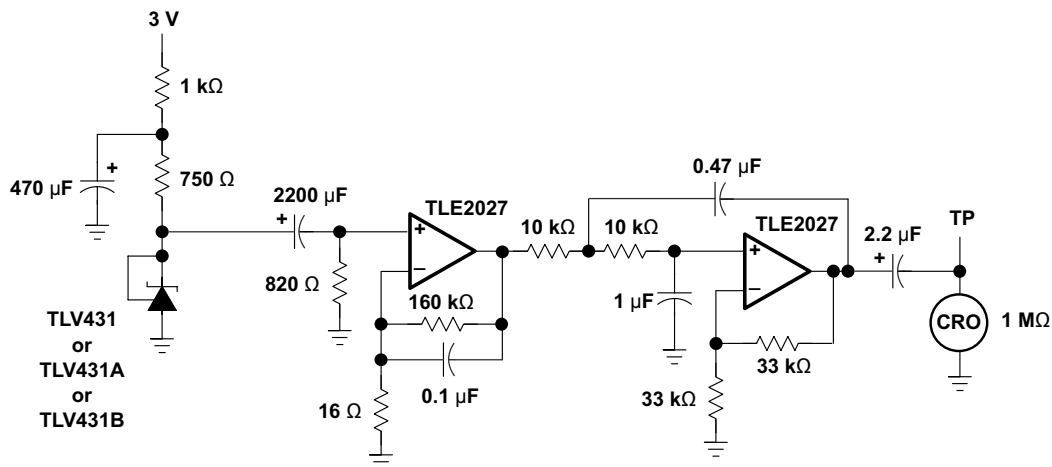 3 V
1 kΩ
470 µF
+
750 Ω
2200 µF
+
820 Ω
TLE2027
+
−
160 kΩ
0.1 µF
16 Ω
10 kΩ
10 kΩ
0.47 µF
1 µF
TLE2027
+
−
33 kΩ
33 kΩ
2.2 µF
+
TP
CRO
1 MΩ
TLV431
or
TLV431A
or
TLV431B